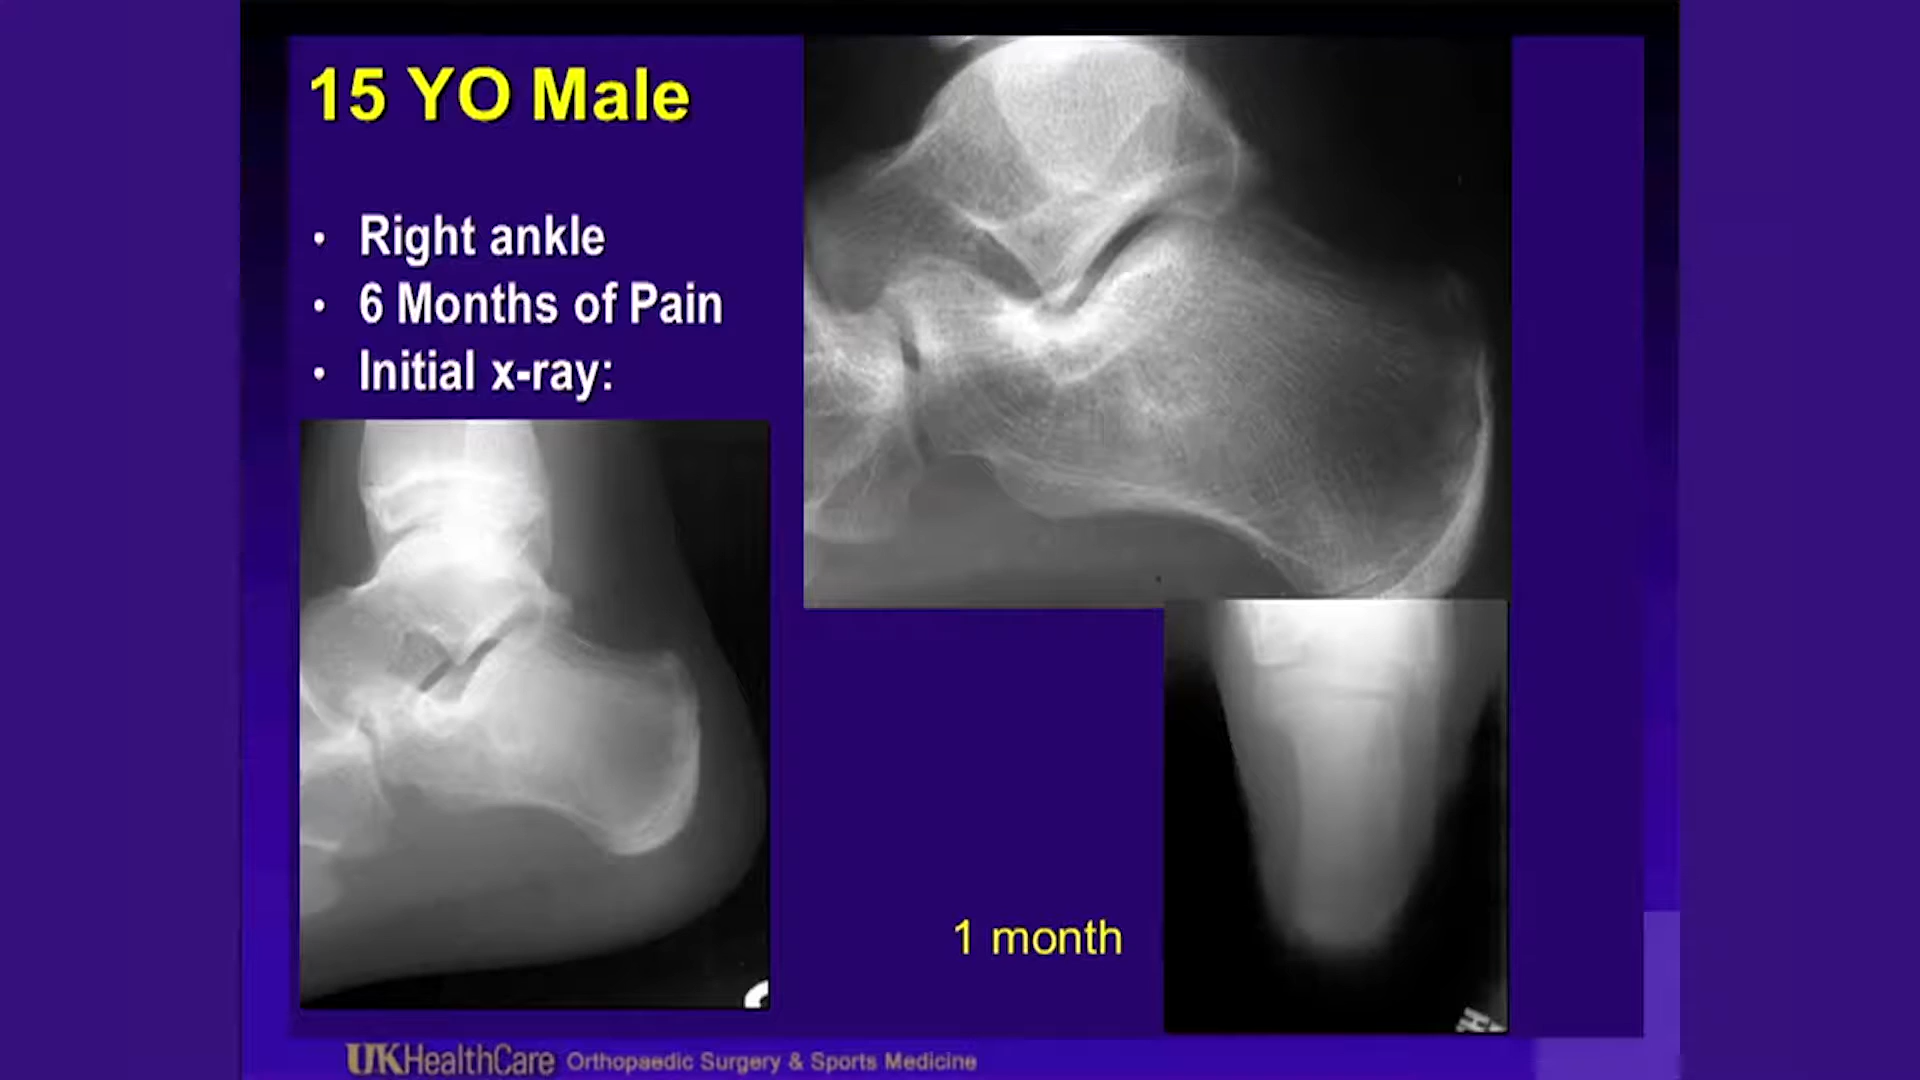 15 YO Male
• Right ankle
• 6 Months of Pain
• Initial x-ray:
1 month
UKHealthCare Orthopaedic Surgery & Sports Medicine